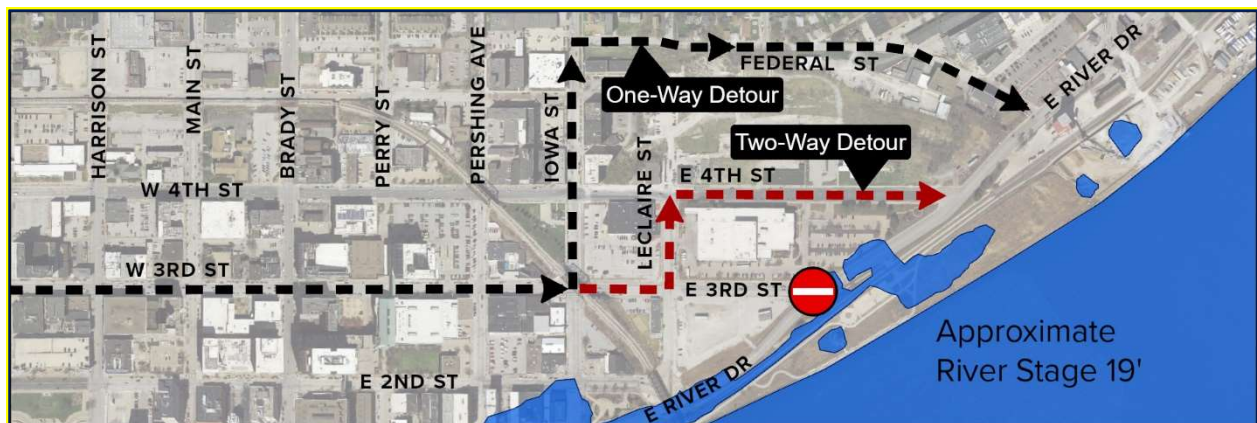 HARRISON ST
MAIN ST
BRADY ST
PERRY ST
PERSHING AVE
IOWA ST
LECLAIRE ST
FEDERAL ST
One-Way Detour
E RIVER DR
Two-Way Detour
W 4TH ST
E 4TH ST
W 3RD ST
E 3RD ST
E 2ND ST
E RIVER DR
Approximate
River Stage 19'